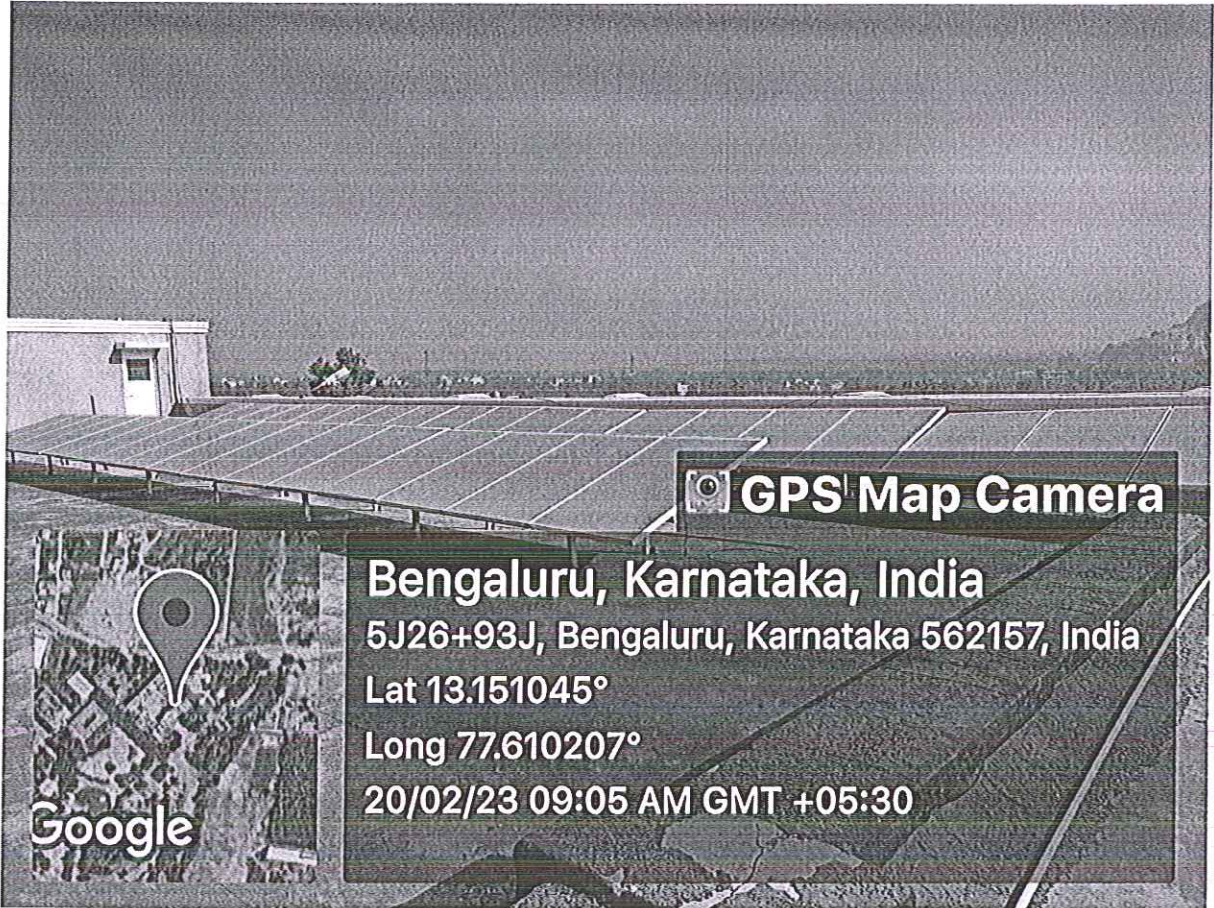 GPS Map Camera
Bengaluru, Karnataka, India
5J26+93J, Bengaluru, Karnataka 562157, India
Lat 13.151045°
Long 77.610207°
20/02/23 09:05 AM GMT +05:30
Google